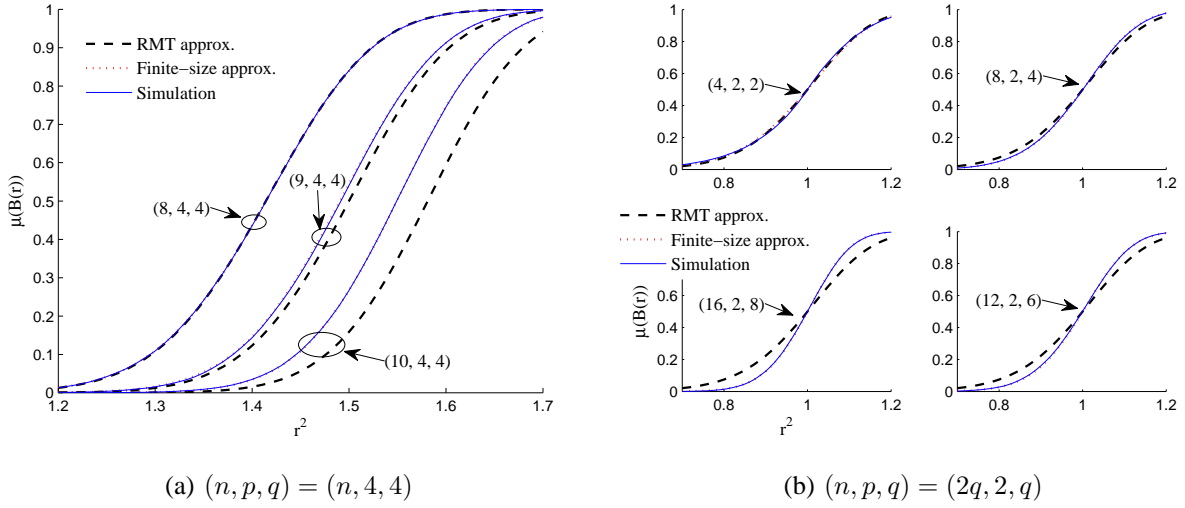 1
0.9
0.8
0.7
0.6
0.5
0.4
0.3
0.2
0.1
0
μ(B(r))
RMT approx.
Finite−size approx.
Simulation
(8, 4, 4)
(9, 4, 4)
(10, 4, 4)
1.2 1.3 1.4 1.5 1.6 1.7
r²
(a) (n, p, q) = (n, 4, 4)
1
0.8
0.6
0.4
0.2
0
(4, 2, 2)
0.8 1 1.2
1
0.8
0.6
0.4
0.2
0
(8, 2, 4)
0.8 1 1.2
1
0.8
0.6
0.4
0.2
0
μ(B(r))
RMT approx.
Finite−size approx.
Simulation
(16, 2, 8)
0.8 1 1.2
r²
1
0.8
0.6
0.4
0.2
0
(12, 2, 6)
0.8 1 1.2
(b) (n, p, q) = (2q, 2, q)